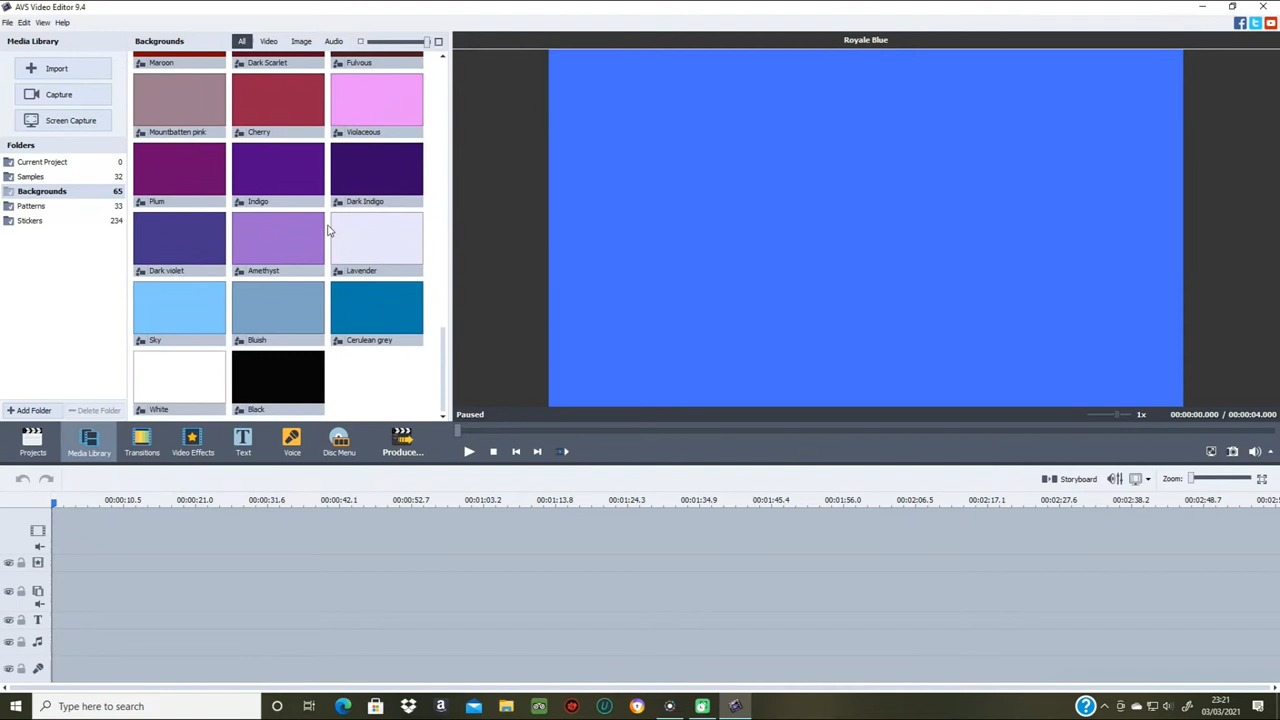 AVS Video Editor 9.4
File Edit View Help
Media Library
Backgrounds
All Video Image Audio
Royale Blue
Import
Capture
Screen Capture
Folders
Current Project 0
Samples 32
Backgrounds 65
Patterns 33
Stickers 234
Maroon Dark Scarlet Fulvous
Mountbatten pink Cherry Violaceous
Plum Indigo Dark Indigo
Dark violet Amethyst Lavender
Sky Bluish Cerulean grey
White Black
+ Add Folder
− Delete Folder
Paused
1x
00:00:00.000 / 00:00:04.000
Projects Media Library Transitions Video Effects Text Voice Disc Menu Produce...
Storyboard
Zoom:
00:00:10.5 00:00:21.0 00:00:31.6 00:00:42.1 00:00:52.7 00:01:03.2 00:01:13.8 00:01:24.3 00:01:34.9 00:01:45.4 00:01:56.0 00:02:06.5 00:02:17.1 00:02:27.6 00:02:38.2 00:02:48.7
Type here to search
23:21
03/03/2021